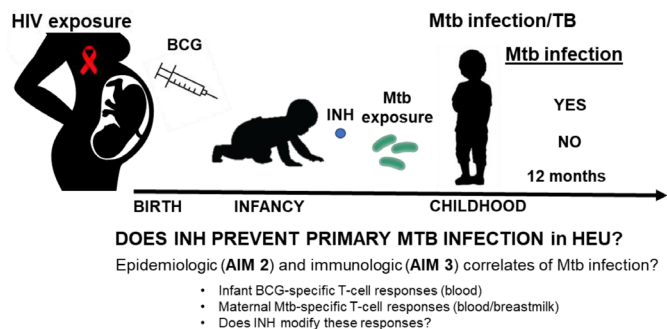 HIV exposure
BCG
INH
Mtb
exposure
Mtb infection/TB
Mtb infection
YES
NO
12 months
BIRTH
INFANCY
CHILDHOOD
DOES INH PREVENT PRIMARY MTB INFECTION in HEU?
Epidemiologic (AIM 2) and immunologic (AIM 3) correlates of Mtb infection?
• Infant BCG-specific T-cell responses (blood)
• Maternal Mtb-specific T-cell responses (blood/breastmilk)
• Does INH modify these responses?